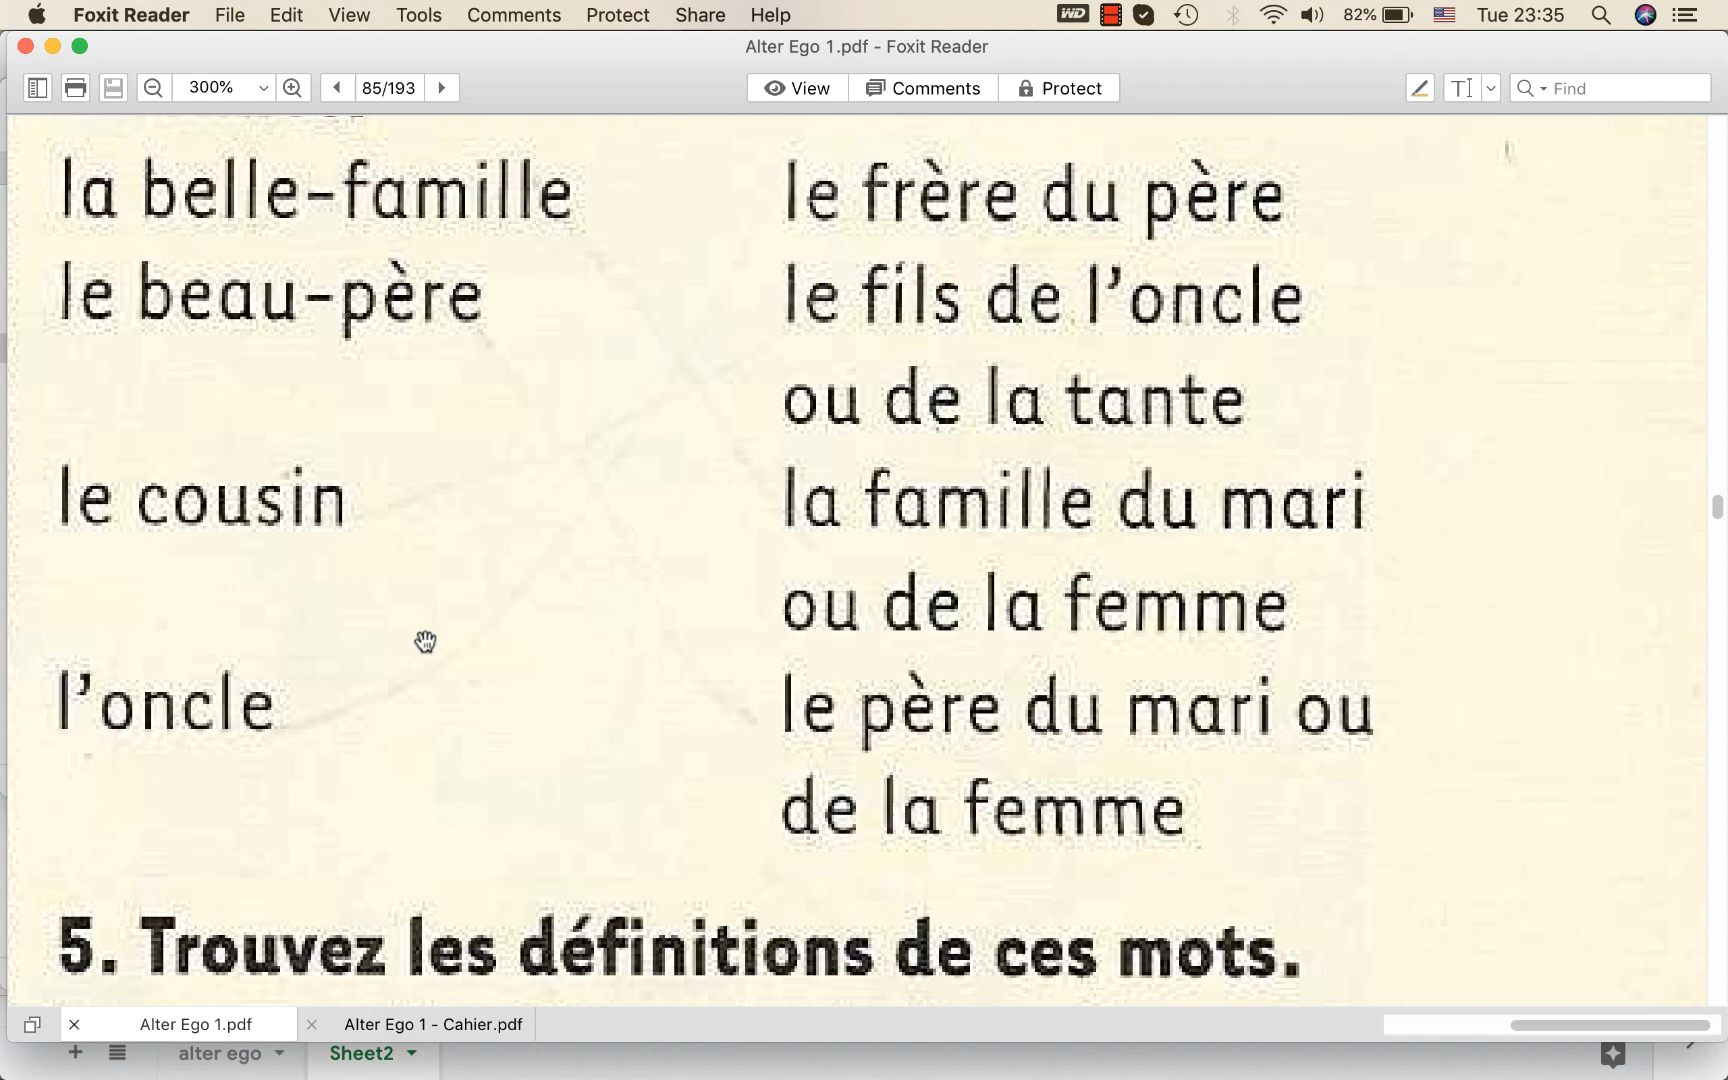 Foxit Reader File Edit View Tools Comments Protect Share Help 82% Tue 23:35
Alter Ego 1.pdf - Foxit Reader
300% 85/193 View Comments Protect Find
la belle-famille le frère du père
le beau-père le fils de l'oncle
ou de la tante
le cousin la famille du mari
ou de la femme
l'oncle le père du mari ou
de la femme
5. Trouvez les définitions de ces mots.
Alter Ego 1.pdf Alter Ego 1 - Cahier.pdf
alter ego Sheet2